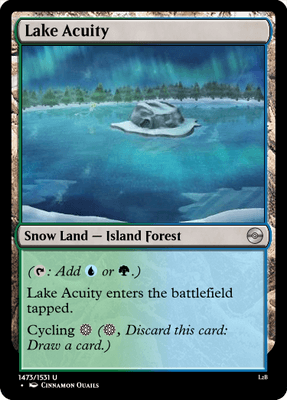 Lake Acuity
Snow Land — Island Forest
(: Add or .)
Lake Acuity enters the battlefield
tapped.
Cycling (, Discard this card:
Draw a card.)
1473/1531 U
LzB
• Cinnamon Quails